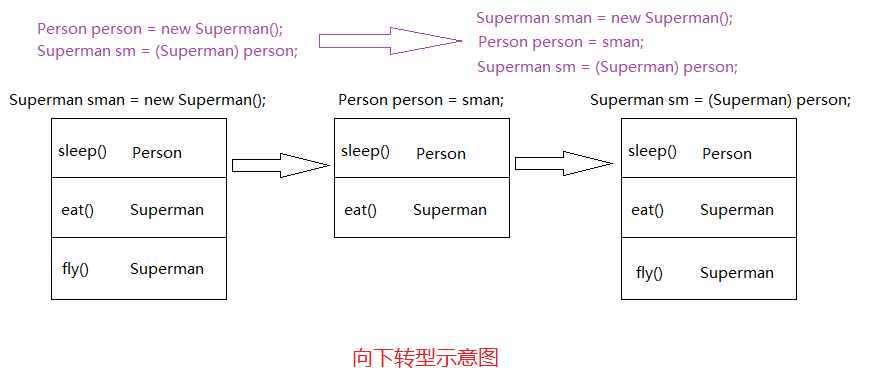 Person person = new Superman();
Superman sm = (Superman) person;
Superman sman = new Superman();
Person person = sman;
Superman sm = (Superman) person;
Superman sman = new Superman();
sleep() Person
eat() Superman
fly() Superman
Person person = sman;
sleep() Person
eat() Superman
Superman sm = (Superman) person;
sleep() Person
eat() Superman
fly() Superman
向下转型示意图